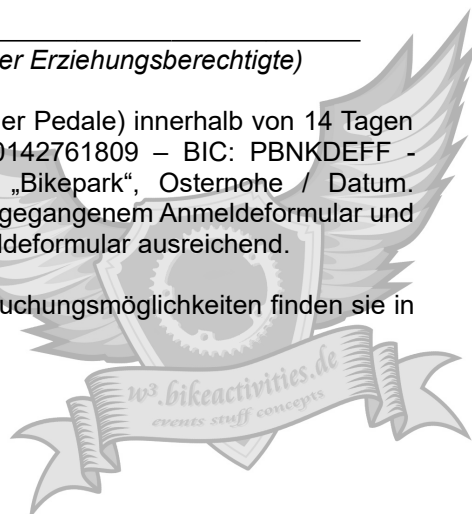 er Erziehungsberechtigte)
er Pedale) innerhalb von 14 Tagen
0142761809 – BIC: PBNKDEFF -
„Bikepark“, Osternohe / Datum.
gegangenem Anmeldeformular und
ldeformular ausreichend.
uchungsmöglichkeiten finden sie in
w³.bikeactivities.de
events stuff concepts